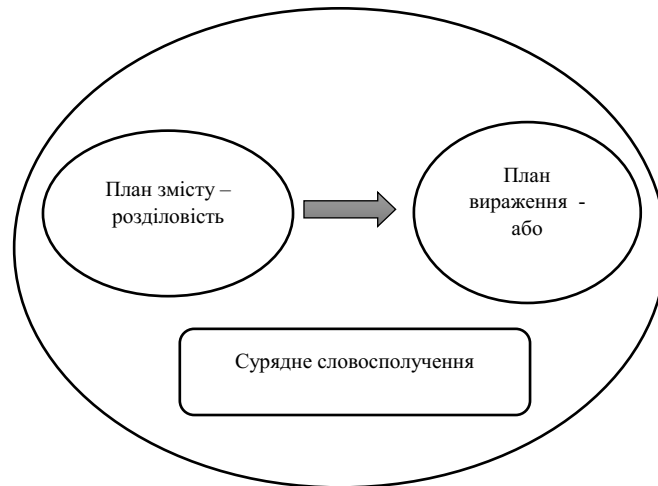 План змісту –
розділовість
План
вираження -
або
Сурядне словосполучення